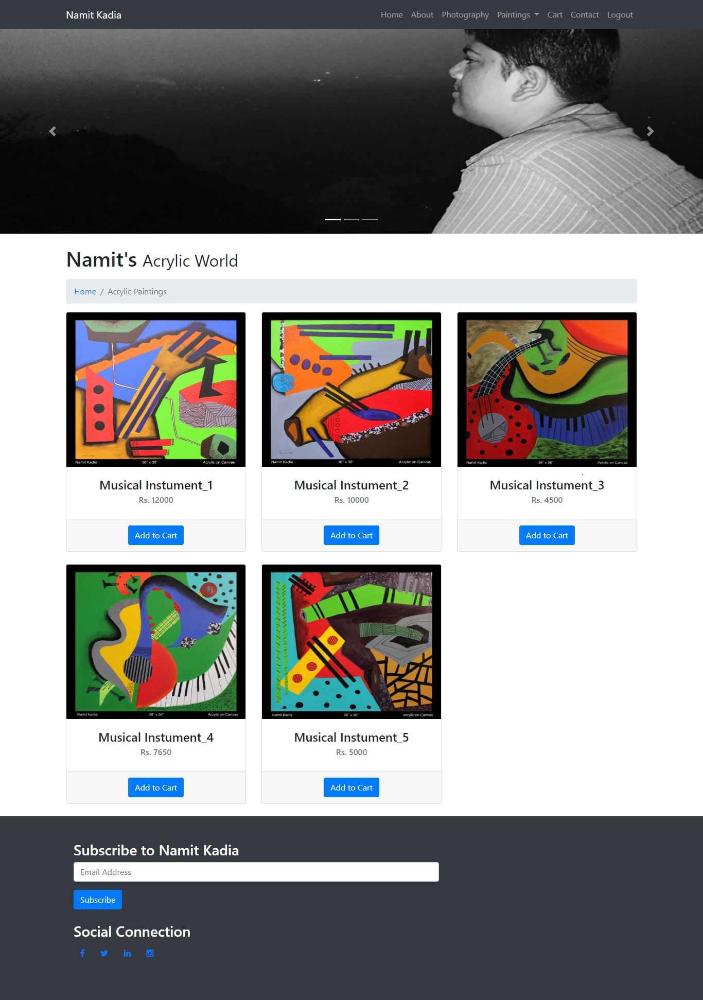 Namit Kadia
Home About Photography Paintings Cart Contact Logout
Namit's Acrylic World
Home / Acrylic Paintings
Namit Kadia 36" x 36" Acrylic on Canvas
Musical Instument_1
Rs. 12000
Add to Cart
Namit Kadia 36" x 36" Acrylic on Canvas
Musical Instument_2
Rs. 10000
Add to Cart
Namit Kadia 36" x 36" Acrylic on Canvas
Musical Instument_3
Rs. 4500
Add to Cart
Namit Kadia 36" x 36" Acrylic on Canvas
Musical Instument_4
Rs. 7650
Add to Cart
Namit Kadia 36" x 36" Acrylic on Canvas
Musical Instument_5
Rs. 5000
Add to Cart
Subscribe to Namit Kadia
Email Address
Subscribe
Social Connection